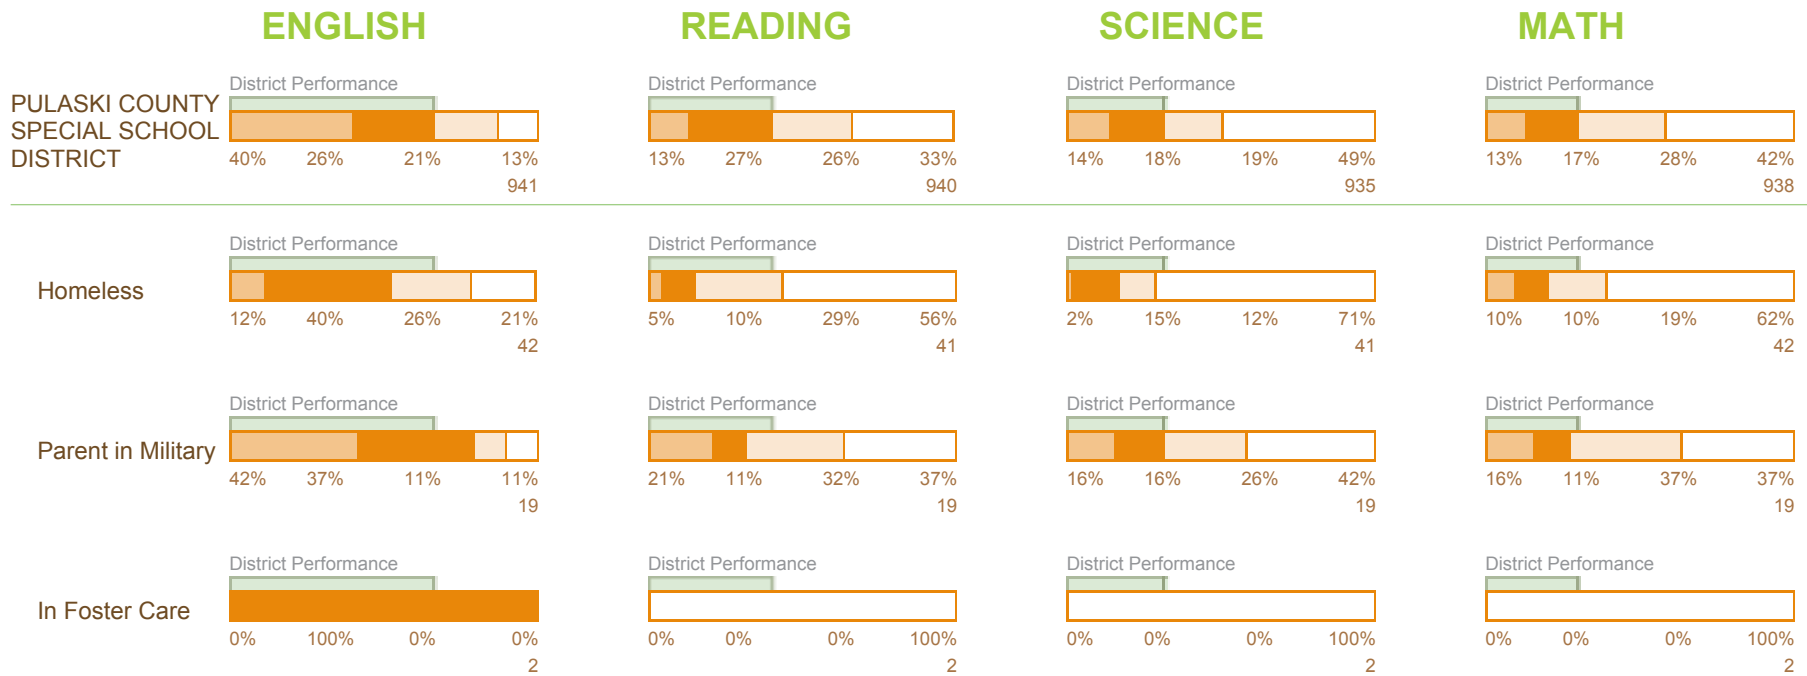 ENGLISH READING SCIENCE MATH
District Performance District Performance District Performance District Performance
PULASKI COUNTY
SPECIAL SCHOOL
DISTRICT
40% 26% 21% 13% 13% 27% 26% 33% 14% 18% 19% 49% 13% 17% 28% 42%
941 940 935 938
District Performance District Performance District Performance District Performance
Homeless
12% 40% 26% 21% 5% 10% 29% 56% 2% 15% 12% 71% 10% 10% 19% 62%
42 41 41 42
District Performance District Performance District Performance District Performance
Parent in Military
42% 37% 11% 11% 21% 11% 32% 37% 16% 16% 26% 42% 16% 11% 37% 37%
19 19 19 19
District Performance District Performance District Performance District Performance
In Foster Care
0% 100% 0% 0% 0% 0% 0% 100% 0% 0% 0% 100% 0% 0% 0% 100%
2 2 2 2